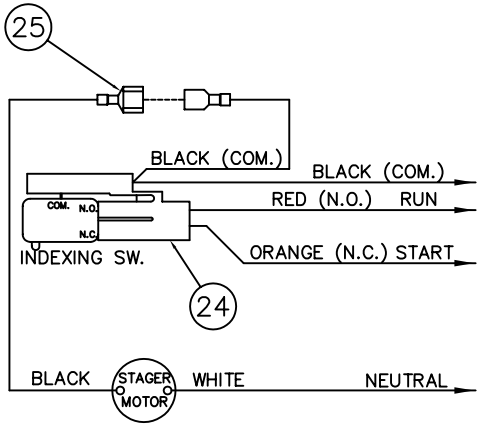 25
BLACK (COM.)
BLACK (COM.)
RED (N.O.) RUN
COM. N.O.
N.C.
ORANGE (N.C.) START
INDEXING SW.
24
BLACK STAGER MOTOR WHITE NEUTRAL